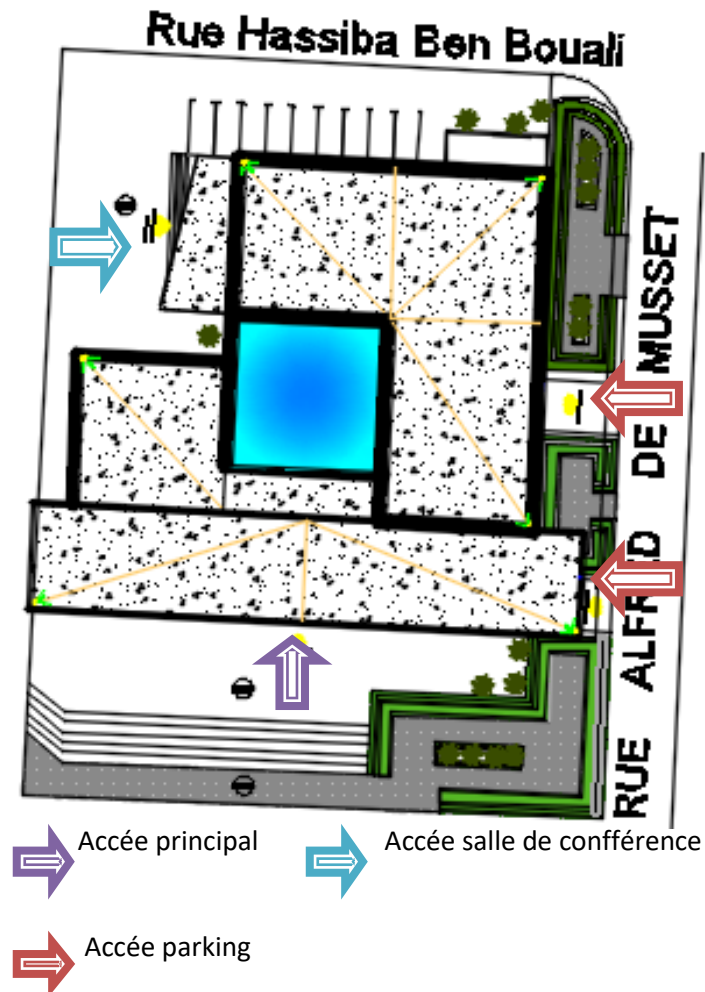 Rue Hassiba Ben Bouali
RUE ALFRED DE MUSSET
Accée principal
Accée salle de confférence
Accée parking